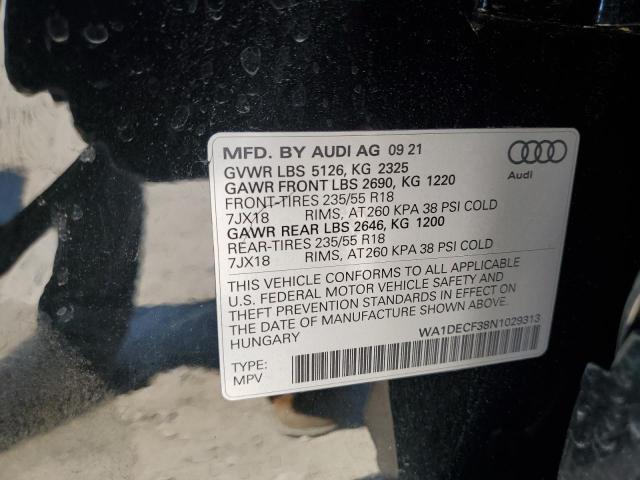 MFD. BY AUDI AG 09 21
GVWR LBS 5126, KG 2325
GAWR FRONT LBS 2690, KG 1220
FRONT-TIRES 235/55 R18
7JX18 RIMS, AT260 KPA 38 PSI COLD
GAWR REAR LBS 2646, KG 1200
REAR-TIRES 235/55 R18
7JX18 RIMS, AT260 KPA 38 PSI COLD
Audi
THIS VEHICLE CONFORMS TO ALL APPLICABLE
U.S. FEDERAL MOTOR VEHICLE SAFETY AND
THEFT PREVENTION STANDARDS IN EFFECT ON
THE DATE OF MANUFACTURE SHOWN ABOVE.
HUNGARY
WA1DECF38N1029313
TYPE:
MPV